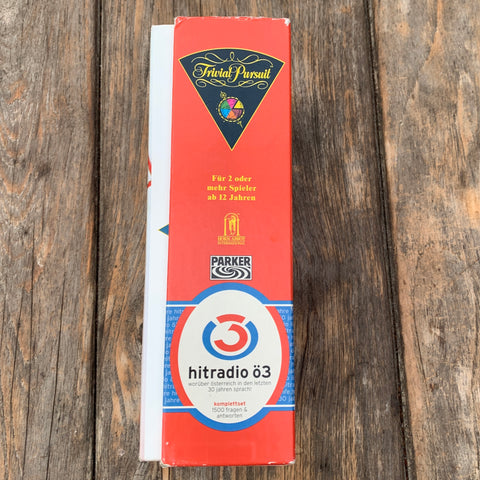 Trivial Pursuit
Für 2 oder
mehr Spieler
ab 12 Jahren
PARKER
hitradio ö3
worüber österreich in den letzten
30 jahren spracht
komplettset
1500 fragen &
antworten